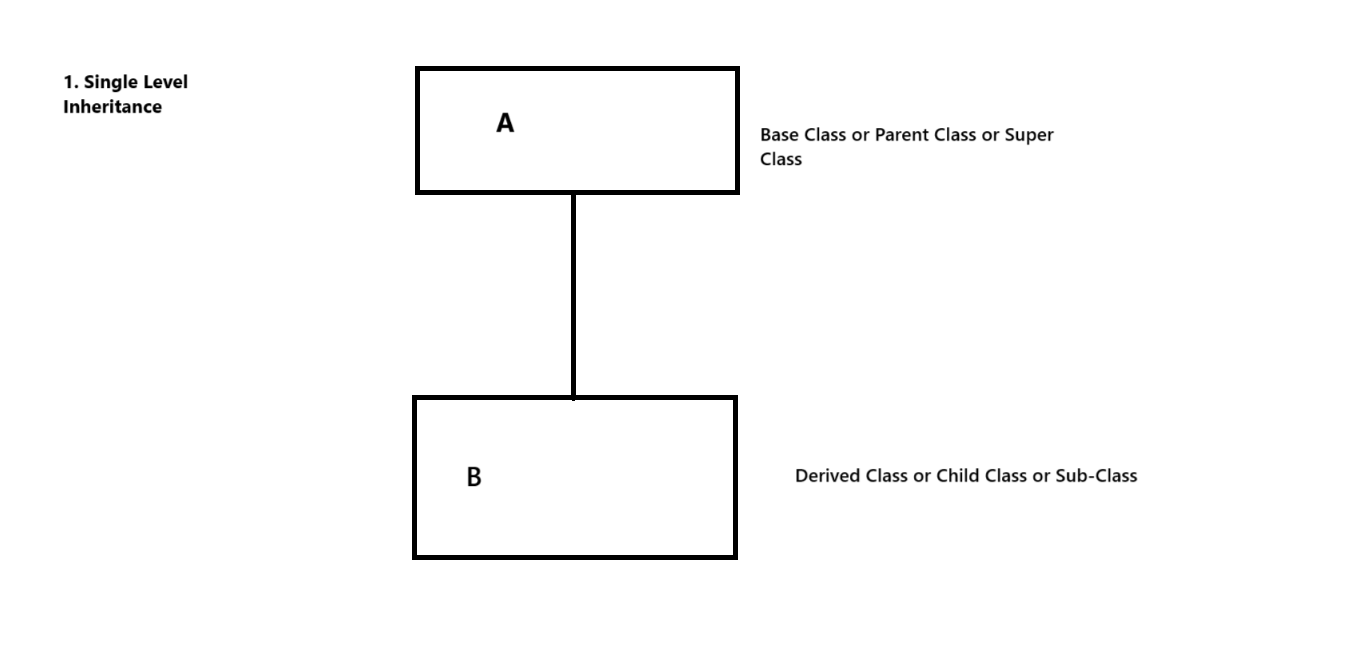 1. Single Level
Inheritance
A
Base Class or Parent Class or Super
Class
B
Derived Class or Child Class or Sub-Class